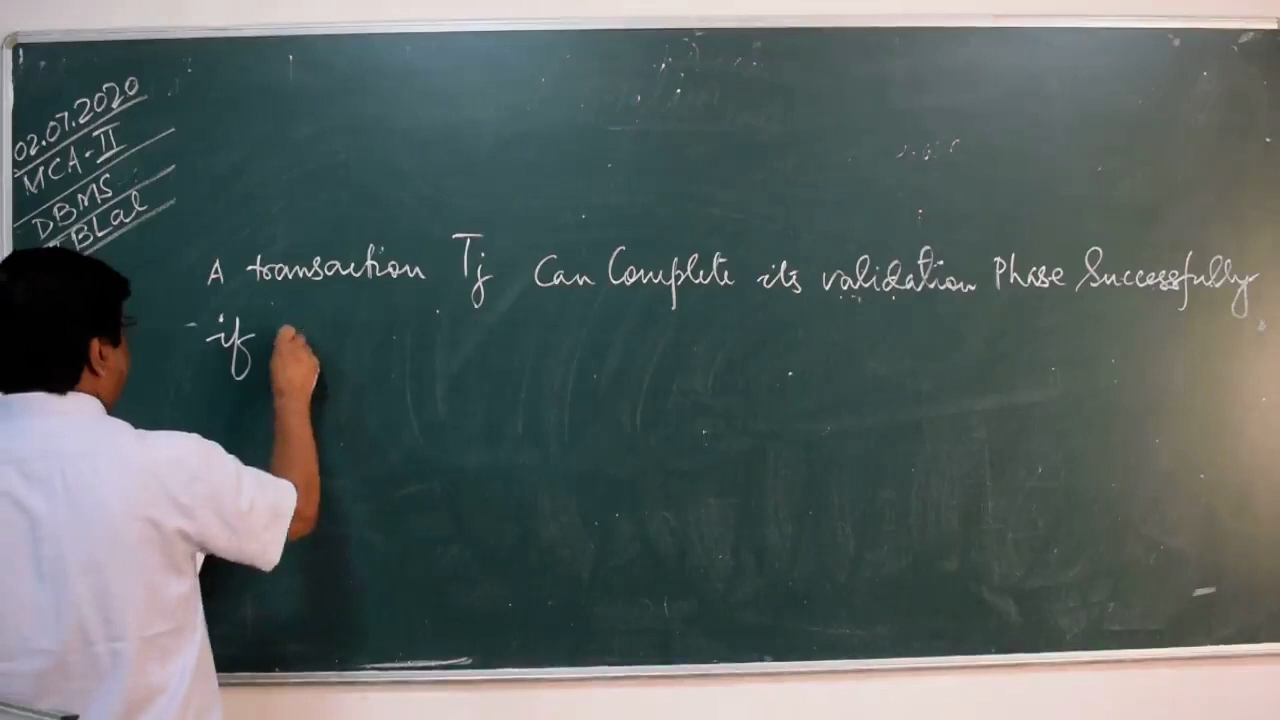 02.07.2020
MCA-II
DBMS
BLal
A transaction Tj Can Complete its validation Phase Successfully
if